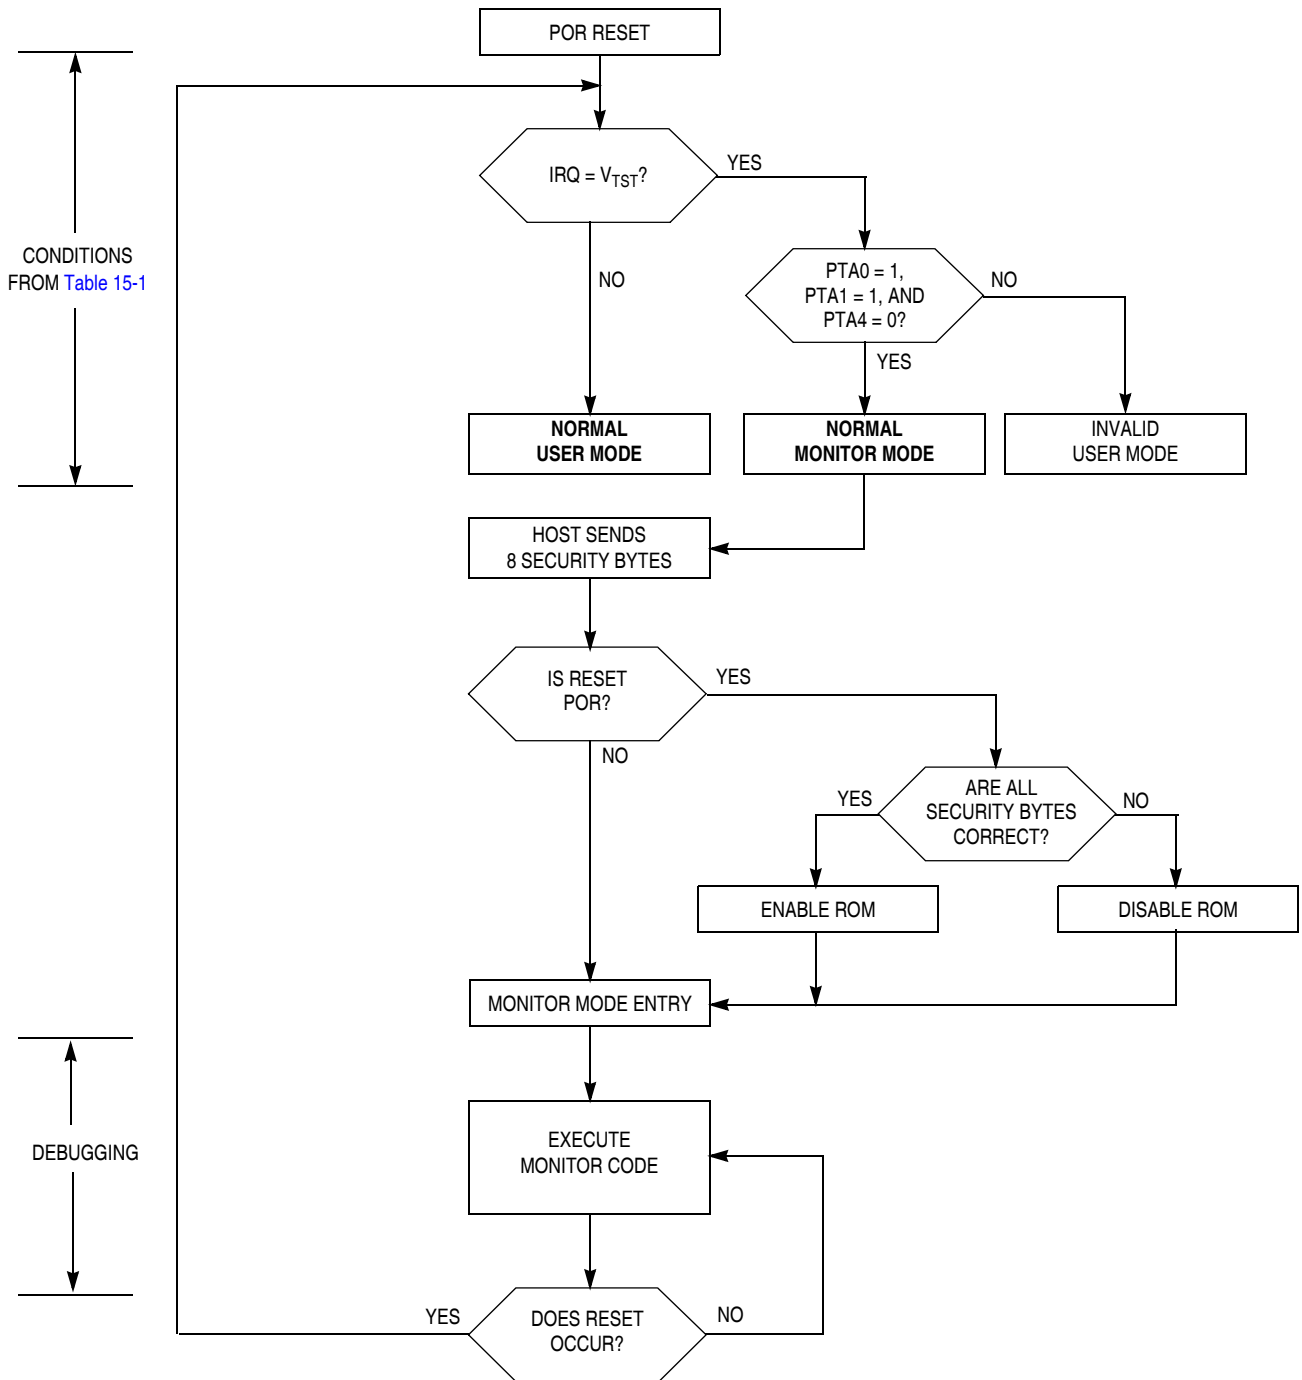 POR RESET
IRQ = VTST?
YES
NO
CONDITIONS
FROM Table 15-1
PTA0 = 1,
PTA1 = 1, AND
PTA4 = 0?
NO
YES
NORMAL
USER MODE
NORMAL
MONITOR MODE
INVALID
USER MODE
HOST SENDS
8 SECURITY BYTES
IS RESET
POR?
YES
NO
ARE ALL
SECURITY BYTES
CORRECT?
YES
NO
ENABLE ROM
DISABLE ROM
MONITOR MODE ENTRY
DEBUGGING
EXECUTE
MONITOR CODE
DOES RESET
OCCUR?
YES
NO